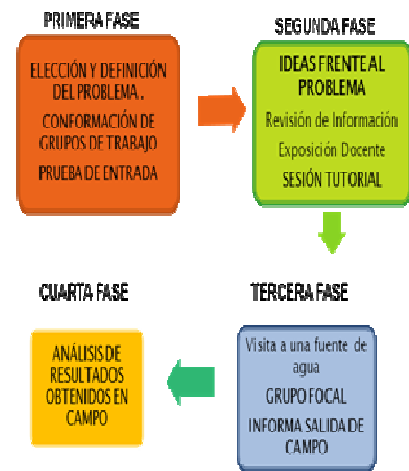 PRIMERA FASE
ELECCIÓN Y DEFINICIÓN
DEL PROBLEMA.
CONFORMACIÓN DE
GRUPOS DE TRABAJO
PRUEBA DE ENTRADA
SEGUNDA FASE
IDEAS FRENTE AL
PROBLEMA
Revisión de Información
Exposición Docente
SESIÓN TUTORIAL
CUARTA FASE
ANÁLISIS DE
RESULTADOS
OBTENIDOS EN
CAMPO
TERCERA FASE
Visita a una fuente de
agua
GRUPO FOCAL
INFORMA SALIDA DE
CAMPO